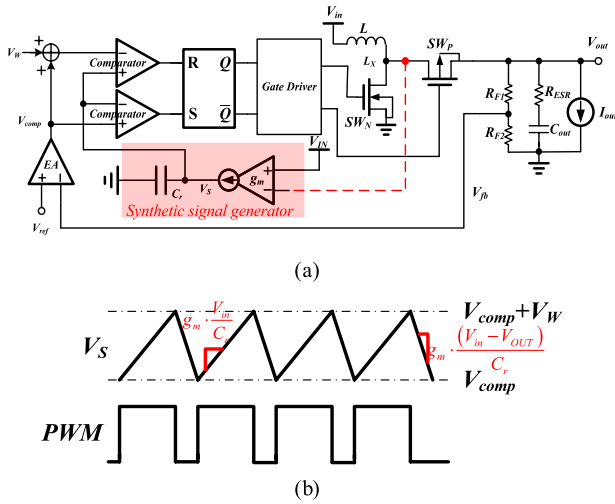 V_in
L
V_W
+
+
Comparator
R
Q
Gate Driver
L_X
SW_P
V_out
V_comp
Comparator
S
Q̅
SW_N
R_F1
R_ESR
I_out
R_F2
C_out
EA
V_IN
C_r
V_S
g_m
V_fb
Synthetic signal generator
V_ref
(a)
V_S
g_m · V_in / C_r
V_comp+V_W
g_m · (V_in − V_OUT) / C_r
V_comp
PWM
(b)